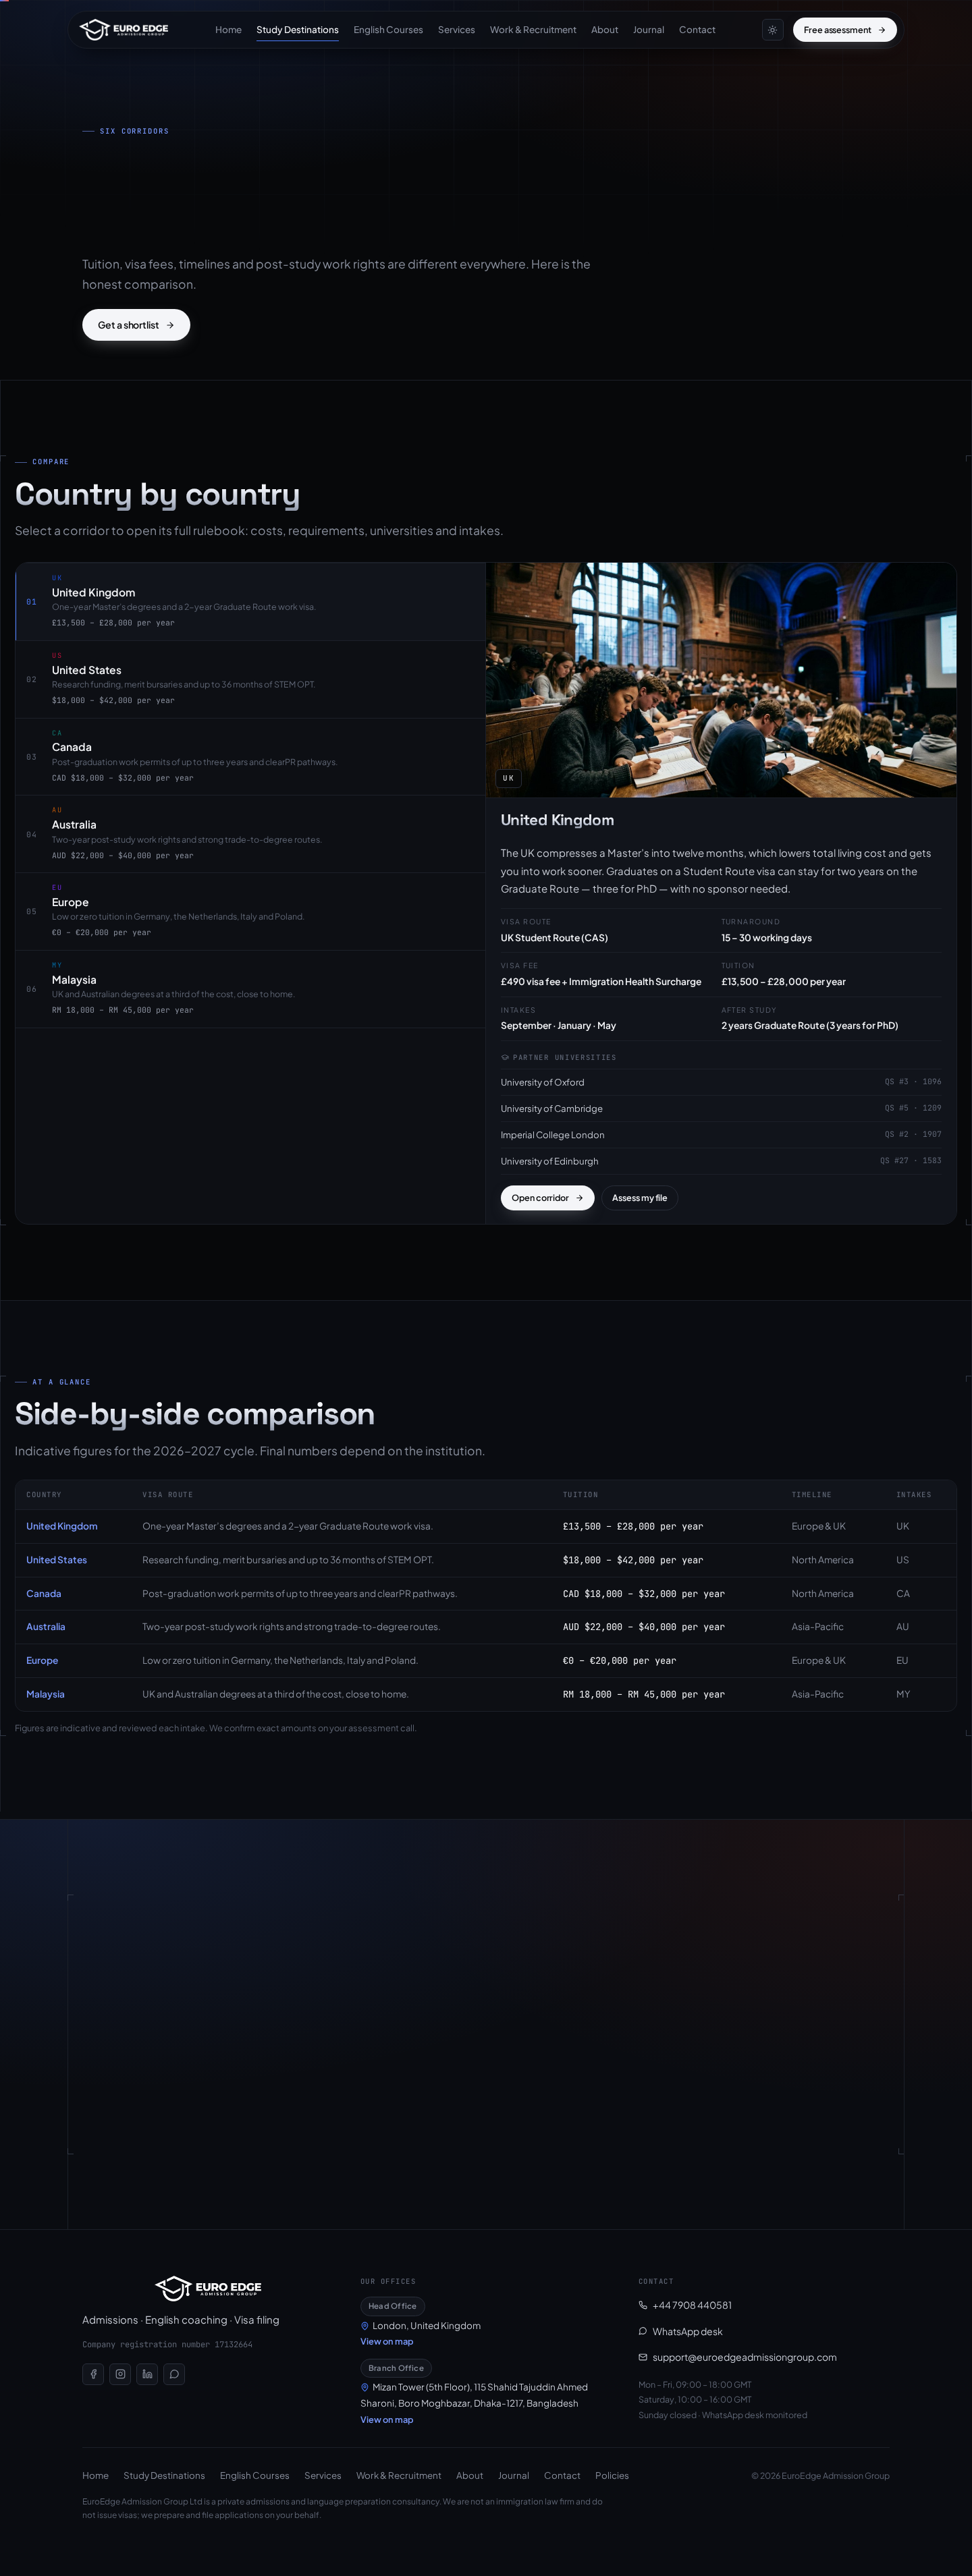 EURO EDGE
ADMISSION GROUP
Home
Study Destinations
English Courses
Services
Work & Recruitment
About
Journal
Contact
Free assessment
SIX CORRIDORS
Tuition, visa fees, timelines and post-study work rights are different everywhere. Here is the
honest comparison.
Get a shortlist
COMPARE
Country by country
Select a corridor to open its full rulebook: costs, requirements, universities and intakes.
01
UK
United Kingdom
One-year Master's degrees and a 2-year Graduate Route work visa.
£13,500 – £28,000 per year
02
US
United States
Research funding, merit bursaries and up to 36 months of STEM OPT.
$18,000 – $42,000 per year
03
CA
Canada
Post-graduation work permits of up to three years and clearPR pathways.
CAD $18,000 – $32,000 per year
04
AU
Australia
Two-year post-study work rights and strong trade-to-degree routes.
AUD $22,000 – $40,000 per year
05
EU
Europe
Low or zero tuition in Germany, the Netherlands, Italy and Poland.
€0 – €20,000 per year
06
MY
Malaysia
UK and Australian degrees at a third of the cost, close to home.
RM 18,000 – RM 45,000 per year
UK
United Kingdom
The UK compresses a Master's into twelve months, which lowers total living cost and gets
you into work sooner. Graduates on a Student Route visa can stay for two years on the
Graduate Route — three for PhD — with no sponsor needed.
VISA ROUTE
UK Student Route (CAS)
TURNAROUND
15 – 30 working days
VISA FEE
£490 visa fee + Immigration Health Surcharge
TUITION
£13,500 – £28,000 per year
INTAKES
September · January · May
AFTER STUDY
2 years Graduate Route (3 years for PhD)
PARTNER UNIVERSITIES
University of Oxford QS #3 · 1096
University of Cambridge QS #5 · 1209
Imperial College London QS #2 · 1907
University of Edinburgh QS #27 · 1583
Open corridor
Assess my file
AT A GLANCE
Side-by-side comparison
Indicative figures for the 2026–2027 cycle. Final numbers depend on the institution.
COUNTRY VISA ROUTE TUITION TIMELINE INTAKES
United Kingdom One-year Master's degrees and a 2-year Graduate Route work visa. £13,500 – £28,000 per year Europe & UK UK
United States Research funding, merit bursaries and up to 36 months of STEM OPT. $18,000 – $42,000 per year North America US
Canada Post-graduation work permits of up to three years and clearPR pathways. CAD $18,000 – $32,000 per year North America CA
Australia Two-year post-study work rights and strong trade-to-degree routes. AUD $22,000 – $40,000 per year Asia-Pacific AU
Europe Low or zero tuition in Germany, the Netherlands, Italy and Poland. €0 – €20,000 per year Europe & UK EU
Malaysia UK and Australian degrees at a third of the cost, close to home. RM 18,000 – RM 45,000 per year Asia-Pacific MY
Figures are indicative and reviewed each intake. We confirm exact amounts on your assessment call.
EURO EDGE
ADMISSION GROUP
Admissions · English coaching · Visa filing
Company registration number 17132664
OUR OFFICES
Head Office
London, United Kingdom
View on map
Branch Office
Mizan Tower (5th Floor), 115 Shahid Tajuddin Ahmed
Sharoni, Boro Moghbazar, Dhaka-1217, Bangladesh
View on map
CONTACT
+44 7908 440581
WhatsApp desk
support@euroedgeadmissiongroup.com
Mon – Fri, 09:00 – 18:00 GMT
Saturday, 10:00 – 16:00 GMT
Sunday closed · WhatsApp desk monitored
Home
Study Destinations
English Courses
Services
Work & Recruitment
About
Journal
Contact
Policies
© 2026 EuroEdge Admission Group
EuroEdge Admission Group Ltd is a private admissions and language preparation consultancy. We are not an immigration law firm and do
not issue visas; we prepare and file applications on your behalf.